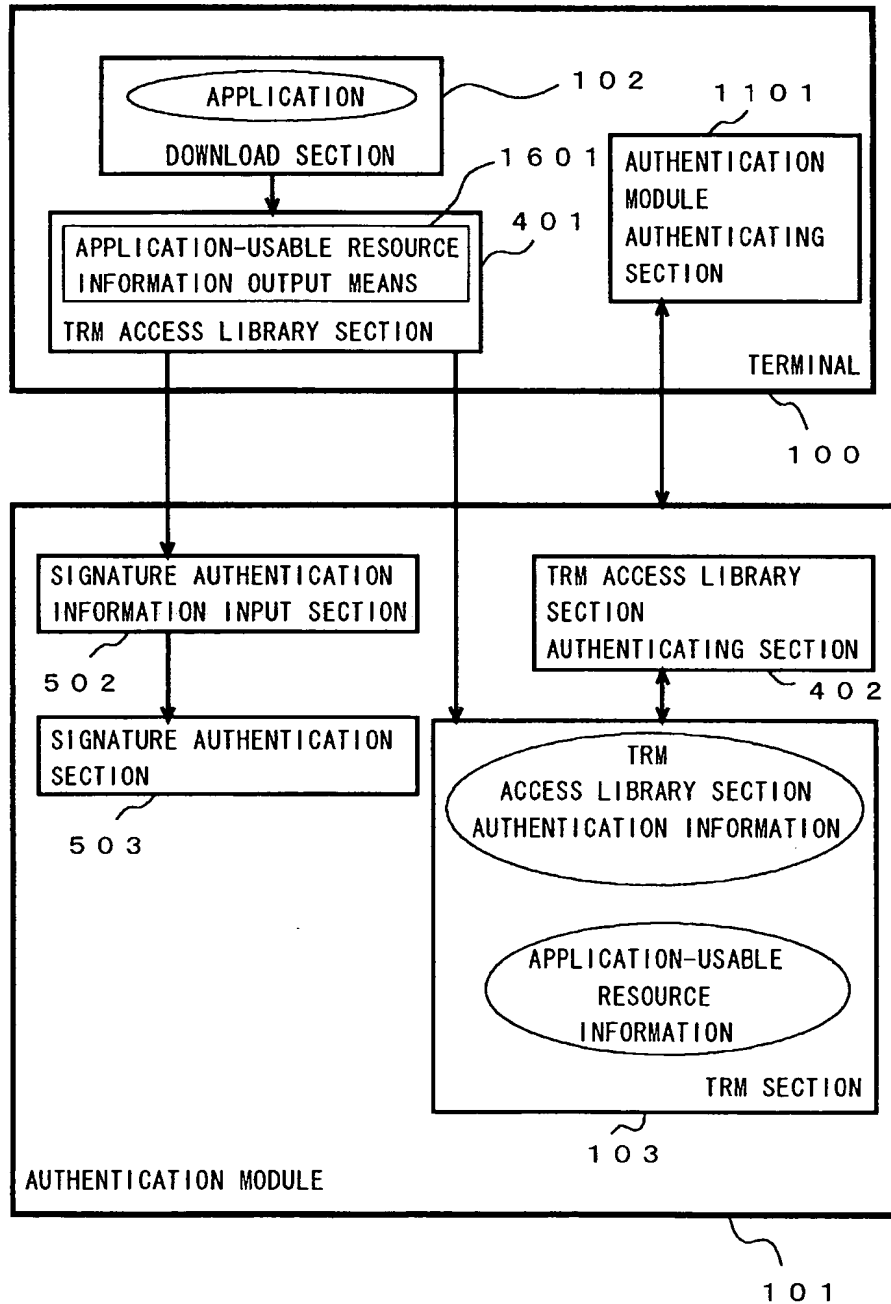 APPLICATION
DOWNLOAD SECTION
102
1101
1601
401
AUTHENTICATION
MODULE
AUTHENTICATING
SECTION
APPLICATION-USABLE RESOURCE
INFORMATION OUTPUT MEANS
TRM ACCESS LIBRARY SECTION
TERMINAL
100
SIGNATURE AUTHENTICATION
INFORMATION INPUT SECTION
502
TRM ACCESS LIBRARY
SECTION
AUTHENTICATING SECTION
402
SIGNATURE AUTHENTICATION
SECTION
503
TRM
ACCESS LIBRARY SECTION
AUTHENTICATION INFORMATION
APPLICATION-USABLE
RESOURCE
INFORMATION
TRM SECTION
103
AUTHENTICATION MODULE
101